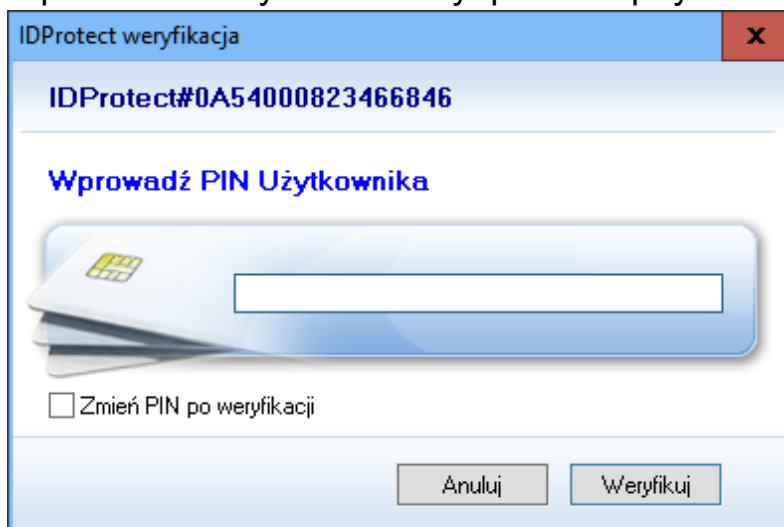 IDProtect weryfikacja
x
IDProtect#0A54000823466846
Wprowadź PIN Użytkownika
Zmień PIN po weryfikacji
Anuluj
Weryfikuj